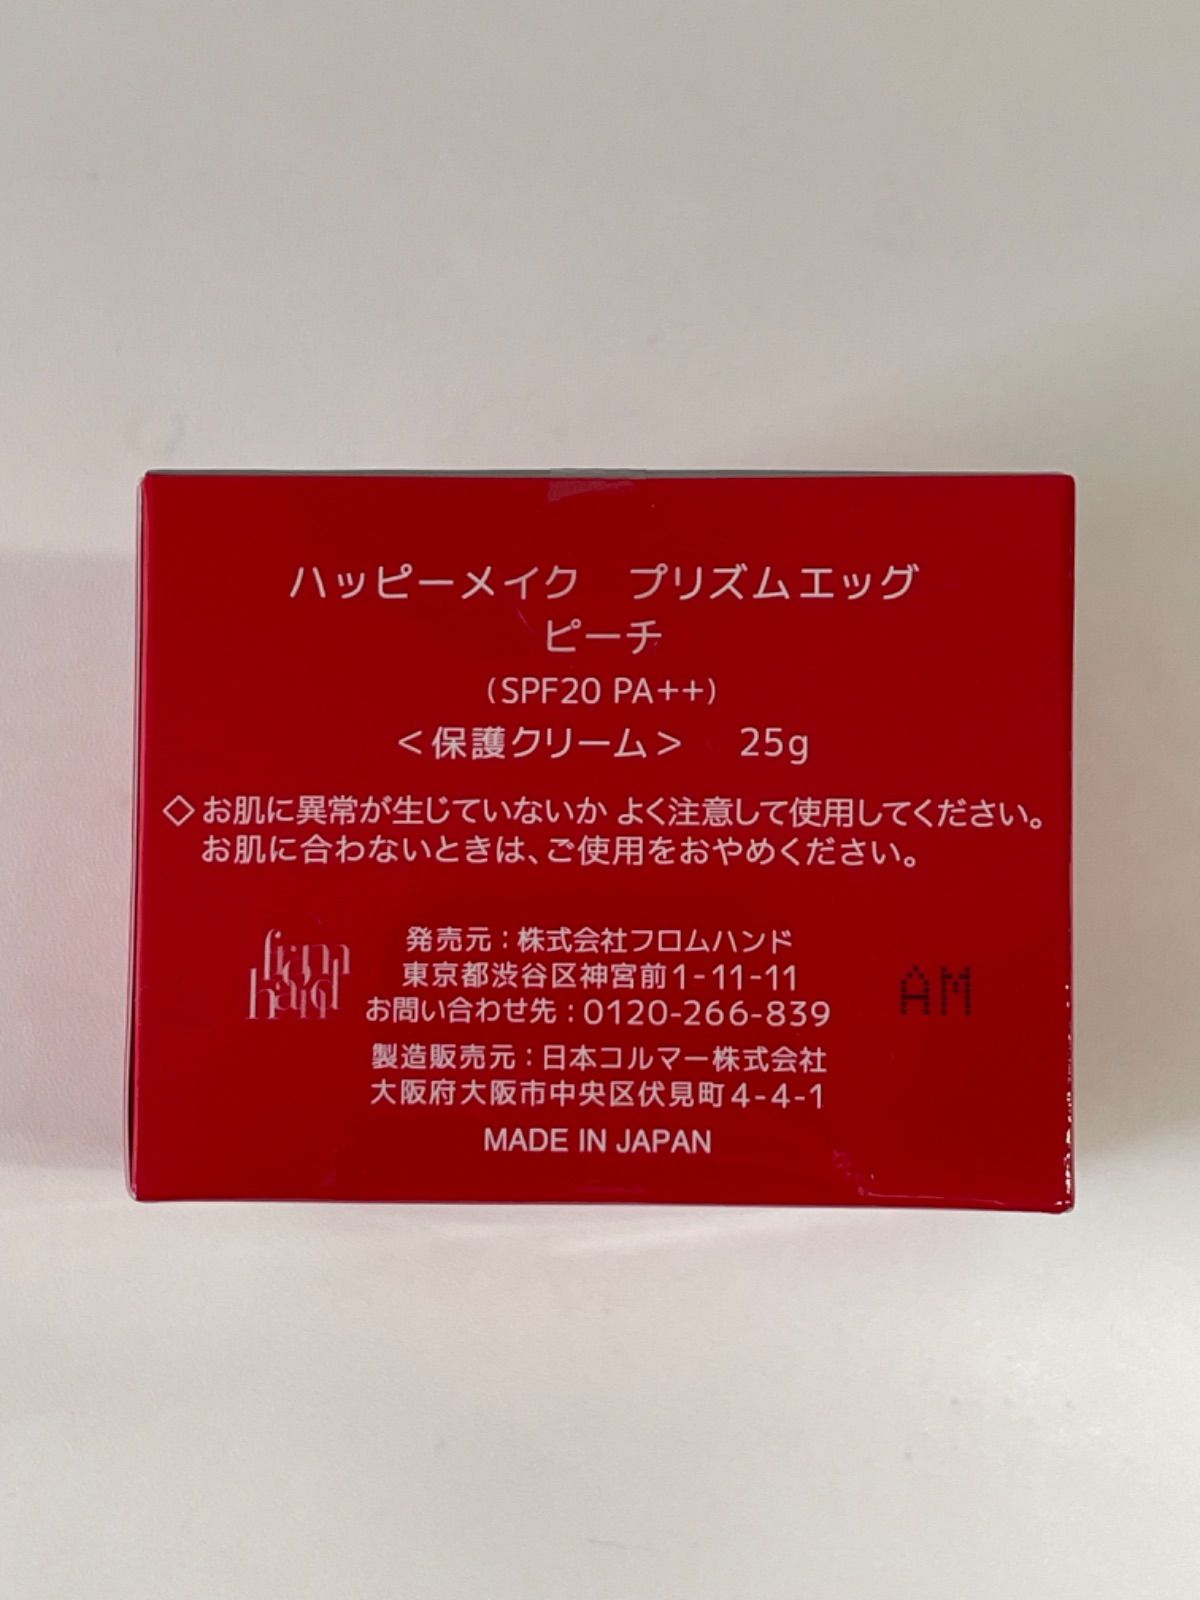 ハッピーメイク　プリズムエッグ
ピーチ
(SPF20 PA++)
＜保護クリーム＞　25g
◇お肌に異常が生じていないか よく注意して使用してください。
お肌に合わないときは、ご使用をおやめください。
from
hand
発売元：株式会社フロムハンド
東京都渋谷区神宮前1-11-11
お問い合わせ先：0120-266-839
AM
製造販売元：日本コルマー株式会社
大阪府大阪市中央区伏見町4-4-1
MADE IN JAPAN